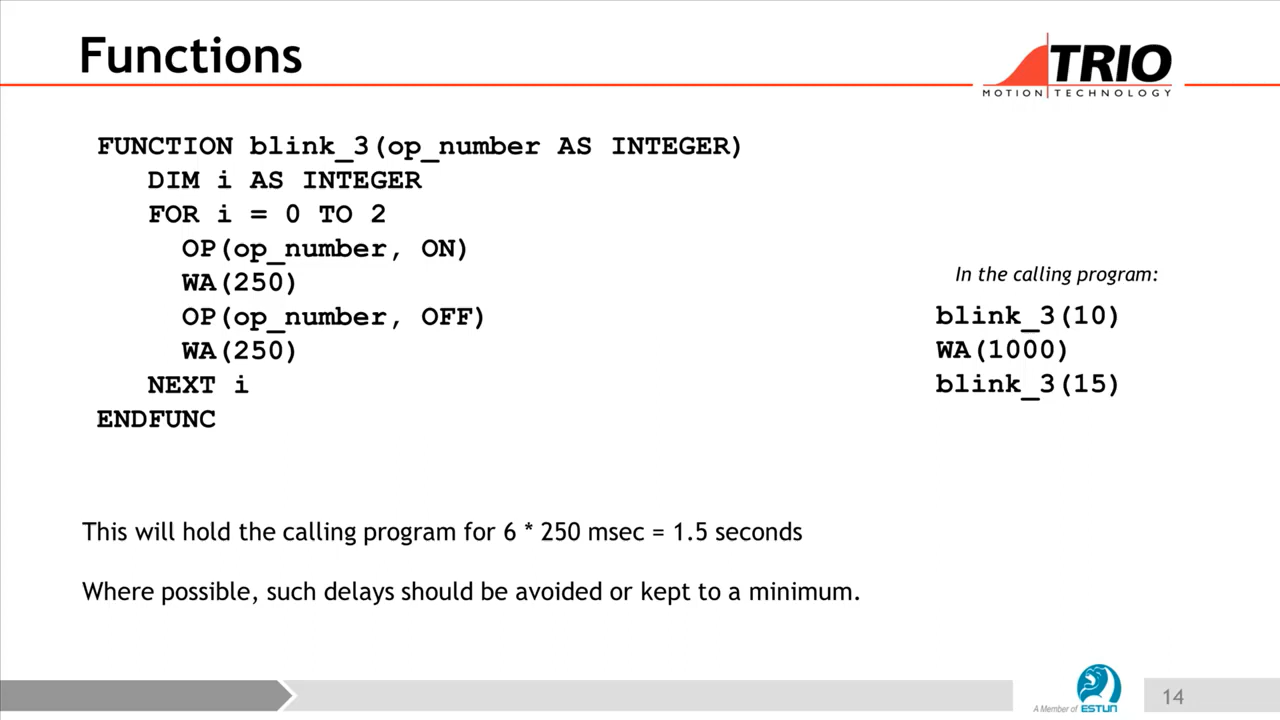 Functions
TRIO
MOTION TECHNOLOGY
FUNCTION blink_3(op_number AS INTEGER)
DIM i AS INTEGER
FOR i = 0 TO 2
OP(op_number, ON)
WA(250)
OP(op_number, OFF)
WA(250)
NEXT i
ENDFUNC
In the calling program:
blink_3(10)
WA(1000)
blink_3(15)
This will hold the calling program for 6 * 250 msec = 1.5 seconds
Where possible, such delays should be avoided or kept to a minimum.
A Member of ESTUN
14